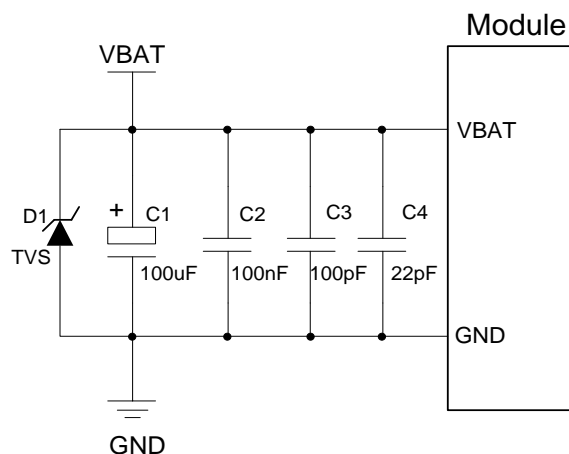 Module
VBAT
VBAT
D1
TVS
+
C1
100uF
C2
100nF
C3
100pF
C4
22pF
GND
GND